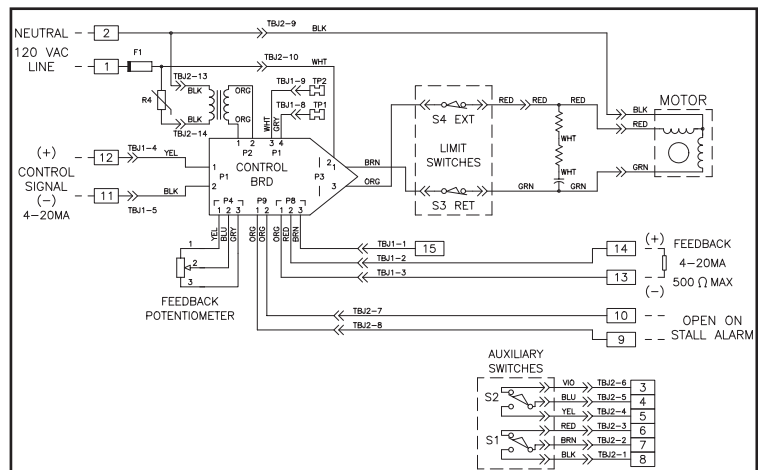 NEUTRAL 2 TBJ2-9 BLK
120 VAC
LINE 1 F1 TBJ2-10 WHT
TBJ2-13 TBJ1-9 TP2
R4 BLK ORG WHT GRY TBJ1-8 TP1
BLK ORG
TBJ2-14
1 2 3 4
P2 P1
S4 EXT RED RED RED
LIMIT
SWITCHES
WHT
WHT
S3 RET GRN GRN
BLK
RED
GRN
MOTOR
(+) 12 TBJ1-4 YEL 1
CONTROL
SIGNAL
(-) 11 TBJ1-5 BLK 2
4-20MA
CONTROL
BRD
P1
P3
2 1
3
BRN
ORG
P4 P9 P8
1 2 3 1 2 1 2 3
YEL BLU GRY ORG ORG ORG RED BRN
1
2
3
FEEDBACK
POTENTIOMETER
TBJ1-1 15
TBJ1-2 14 (+)
TBJ1-3 13 (-)
FEEDBACK
4-20MA
500 Ω MAX
TBJ2-7 10
TBJ2-8 9
OPEN ON
STALL ALARM
AUXILIARY
SWITCHES
S2 VIO TBJ2-6 3
BLU TBJ2-5 4
YEL TBJ2-4 5
S1 RED TBJ2-3 6
BRN TBJ2-2 7
BLK TBJ2-1 8